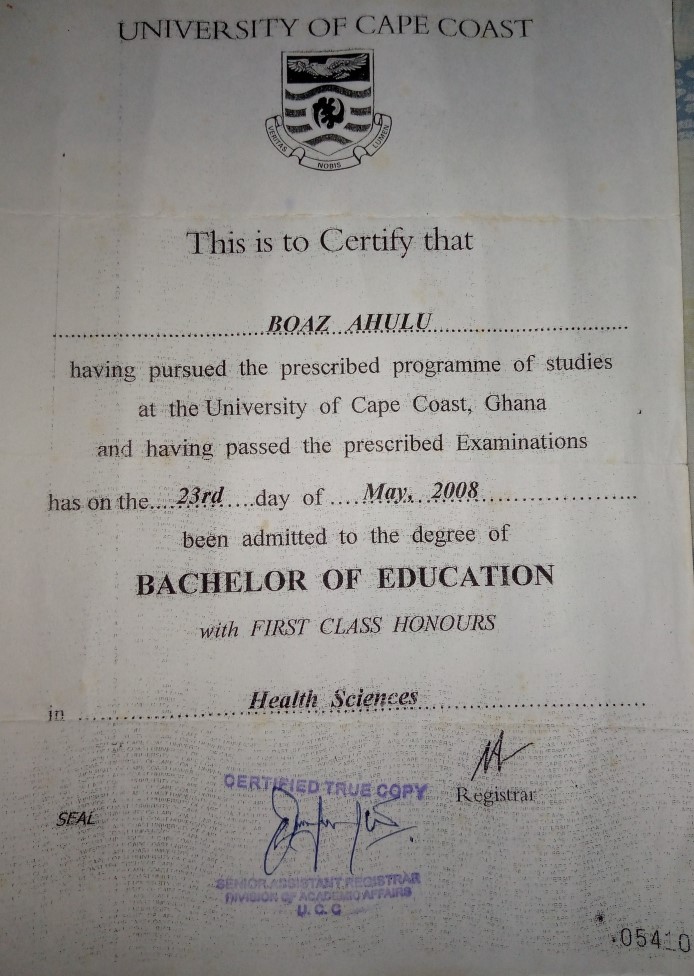 UNIVERSITY OF CAPE COAST
VERITAS NOBIS LUMEN
This is to Certify that
BOAZ AHULU
having pursued the prescribed programme of studies
at the University of Cape Coast, Ghana
and having passed the prescribed Examinations
has on the....23rd....day of ....May, 2008....
been admitted to the degree of
BACHELOR OF EDUCATION
with FIRST CLASS HONOURS
in ....Health Sciences....
CERTIFIED TRUE COPY
Registrar
SEAL
SENIOR ASSISTANT REGISTRAR
DIVISION OF ACADEMIC AFFAIRS
U.C.C